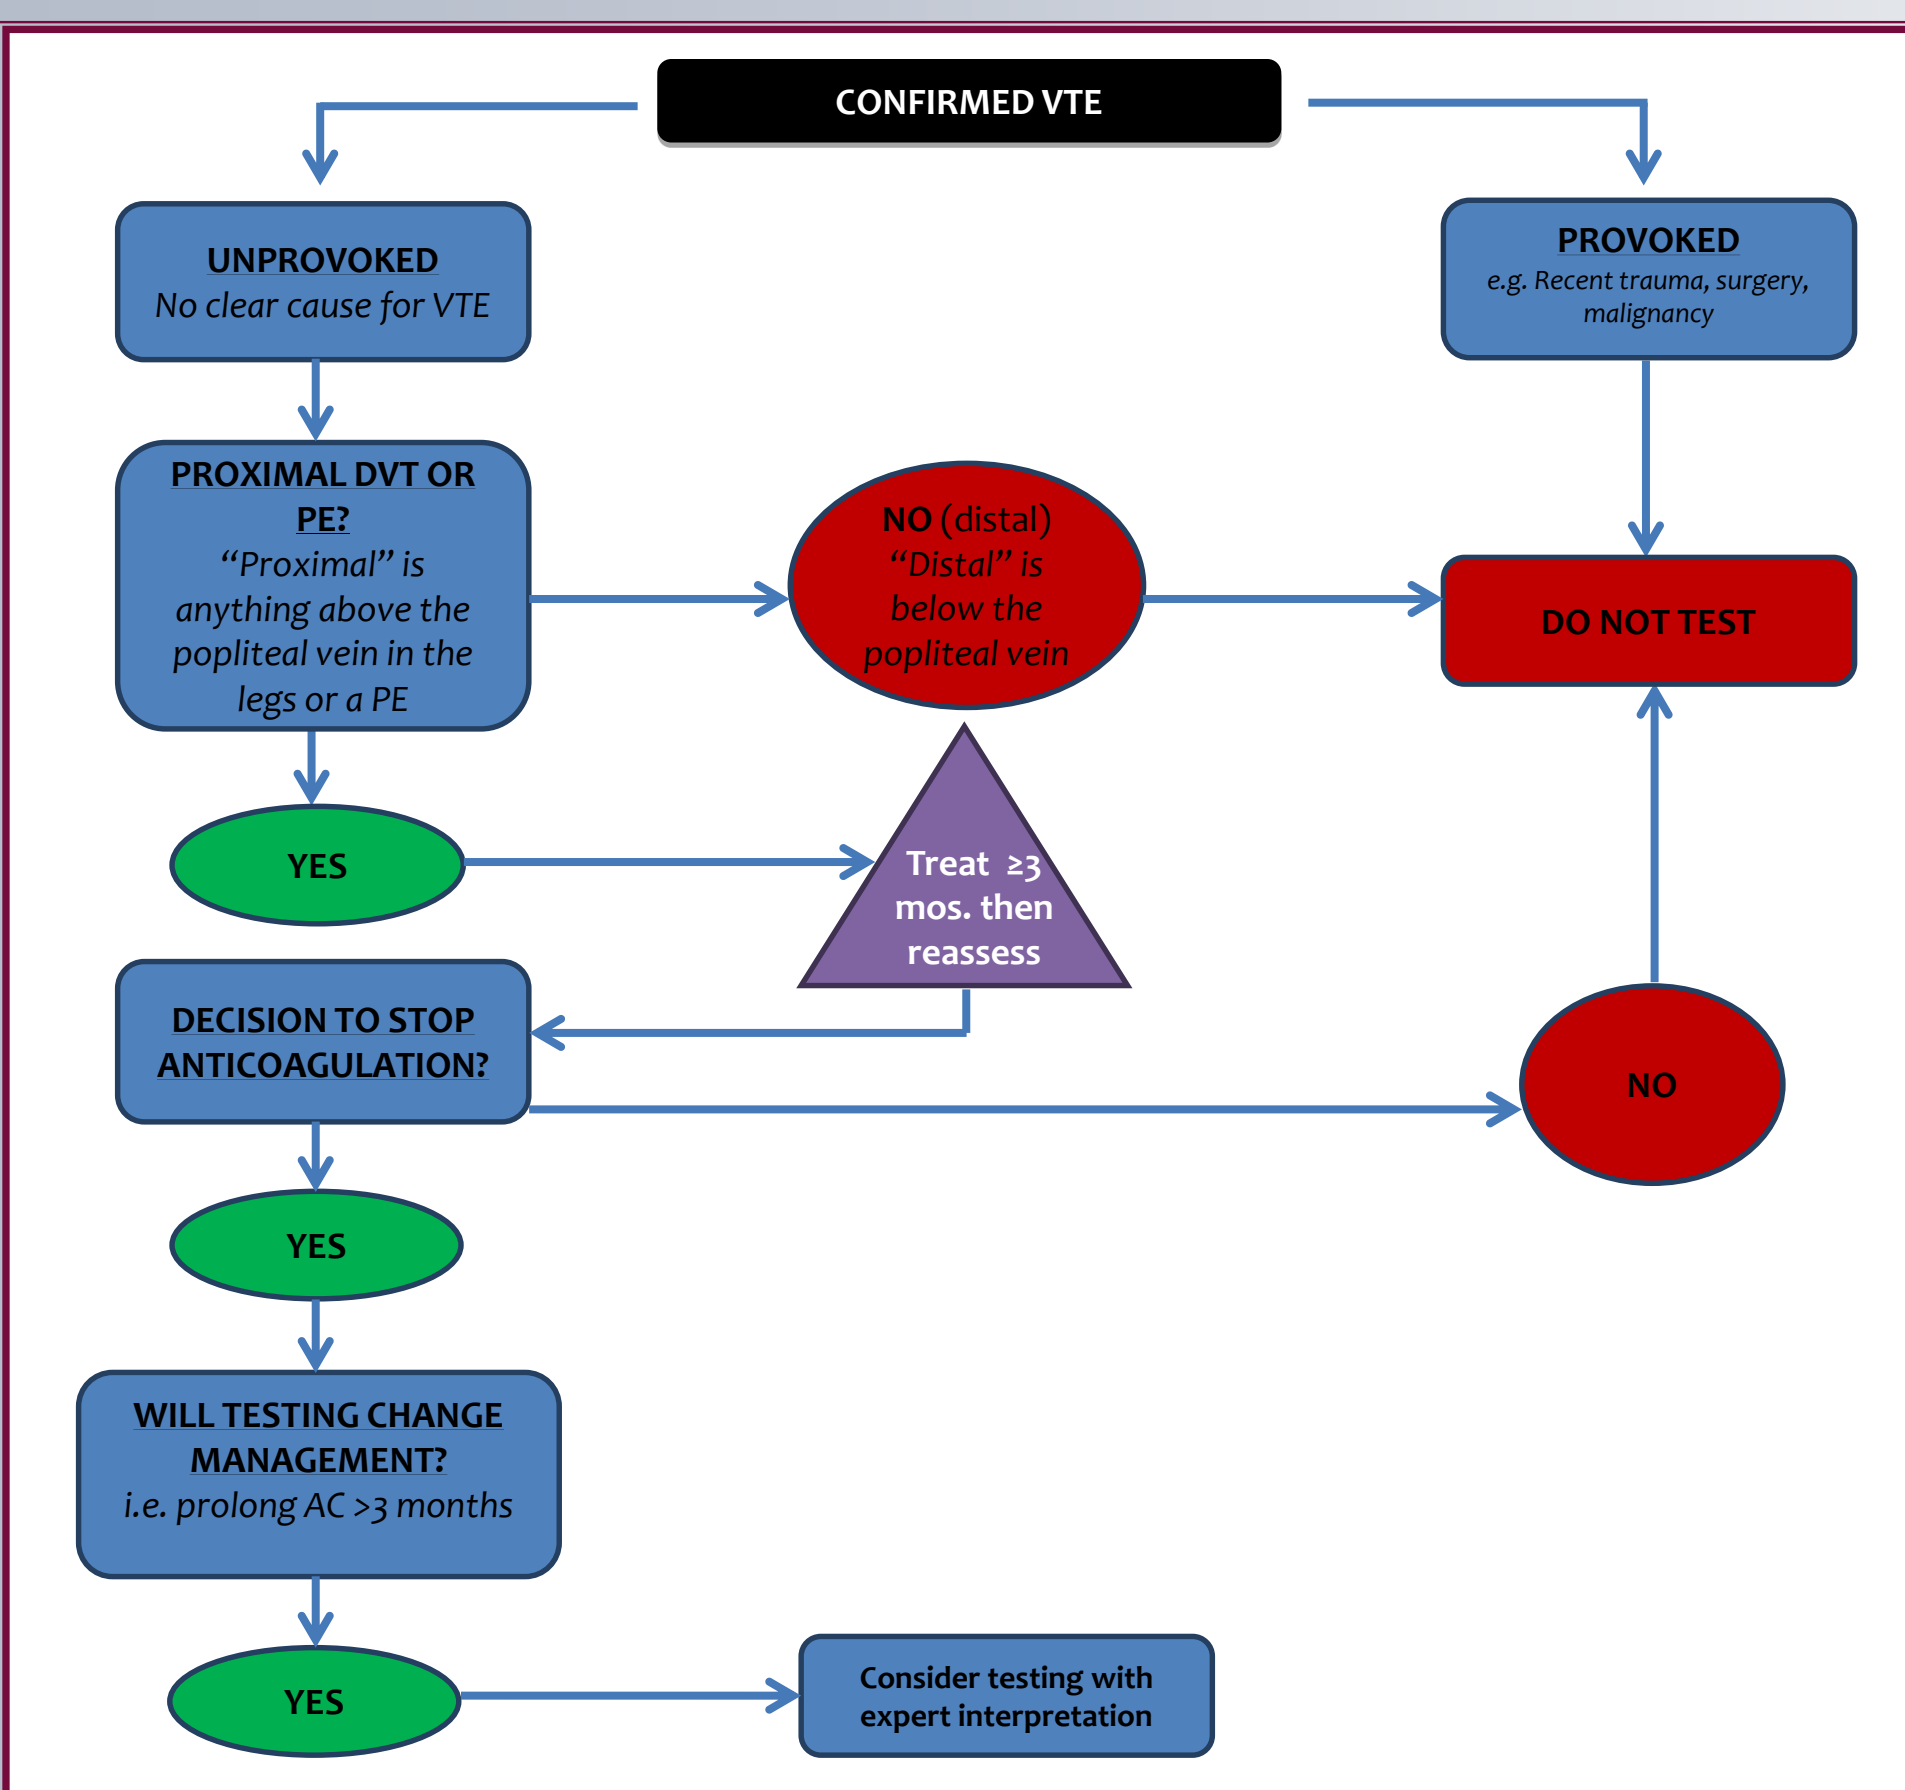 CONFIRMED VTE
UNPROVOKED
No clear cause for VTE
PROVOKED
e.g. Recent trauma, surgery,
malignancy
PROXIMAL DVT OR
PE?
“Proximal” is
anything above the
popliteal vein in the
legs or a PE
NO (distal)
“Distal” is
below the
popliteal vein
DO NOT TEST
YES
Treat ≥3
mos. then
reassess
DECISION TO STOP
ANTICOAGULATION?
NO
YES
WILL TESTING CHANGE
MANAGEMENT?
i.e. prolong AC >3 months
YES
Consider testing with
expert interpretation